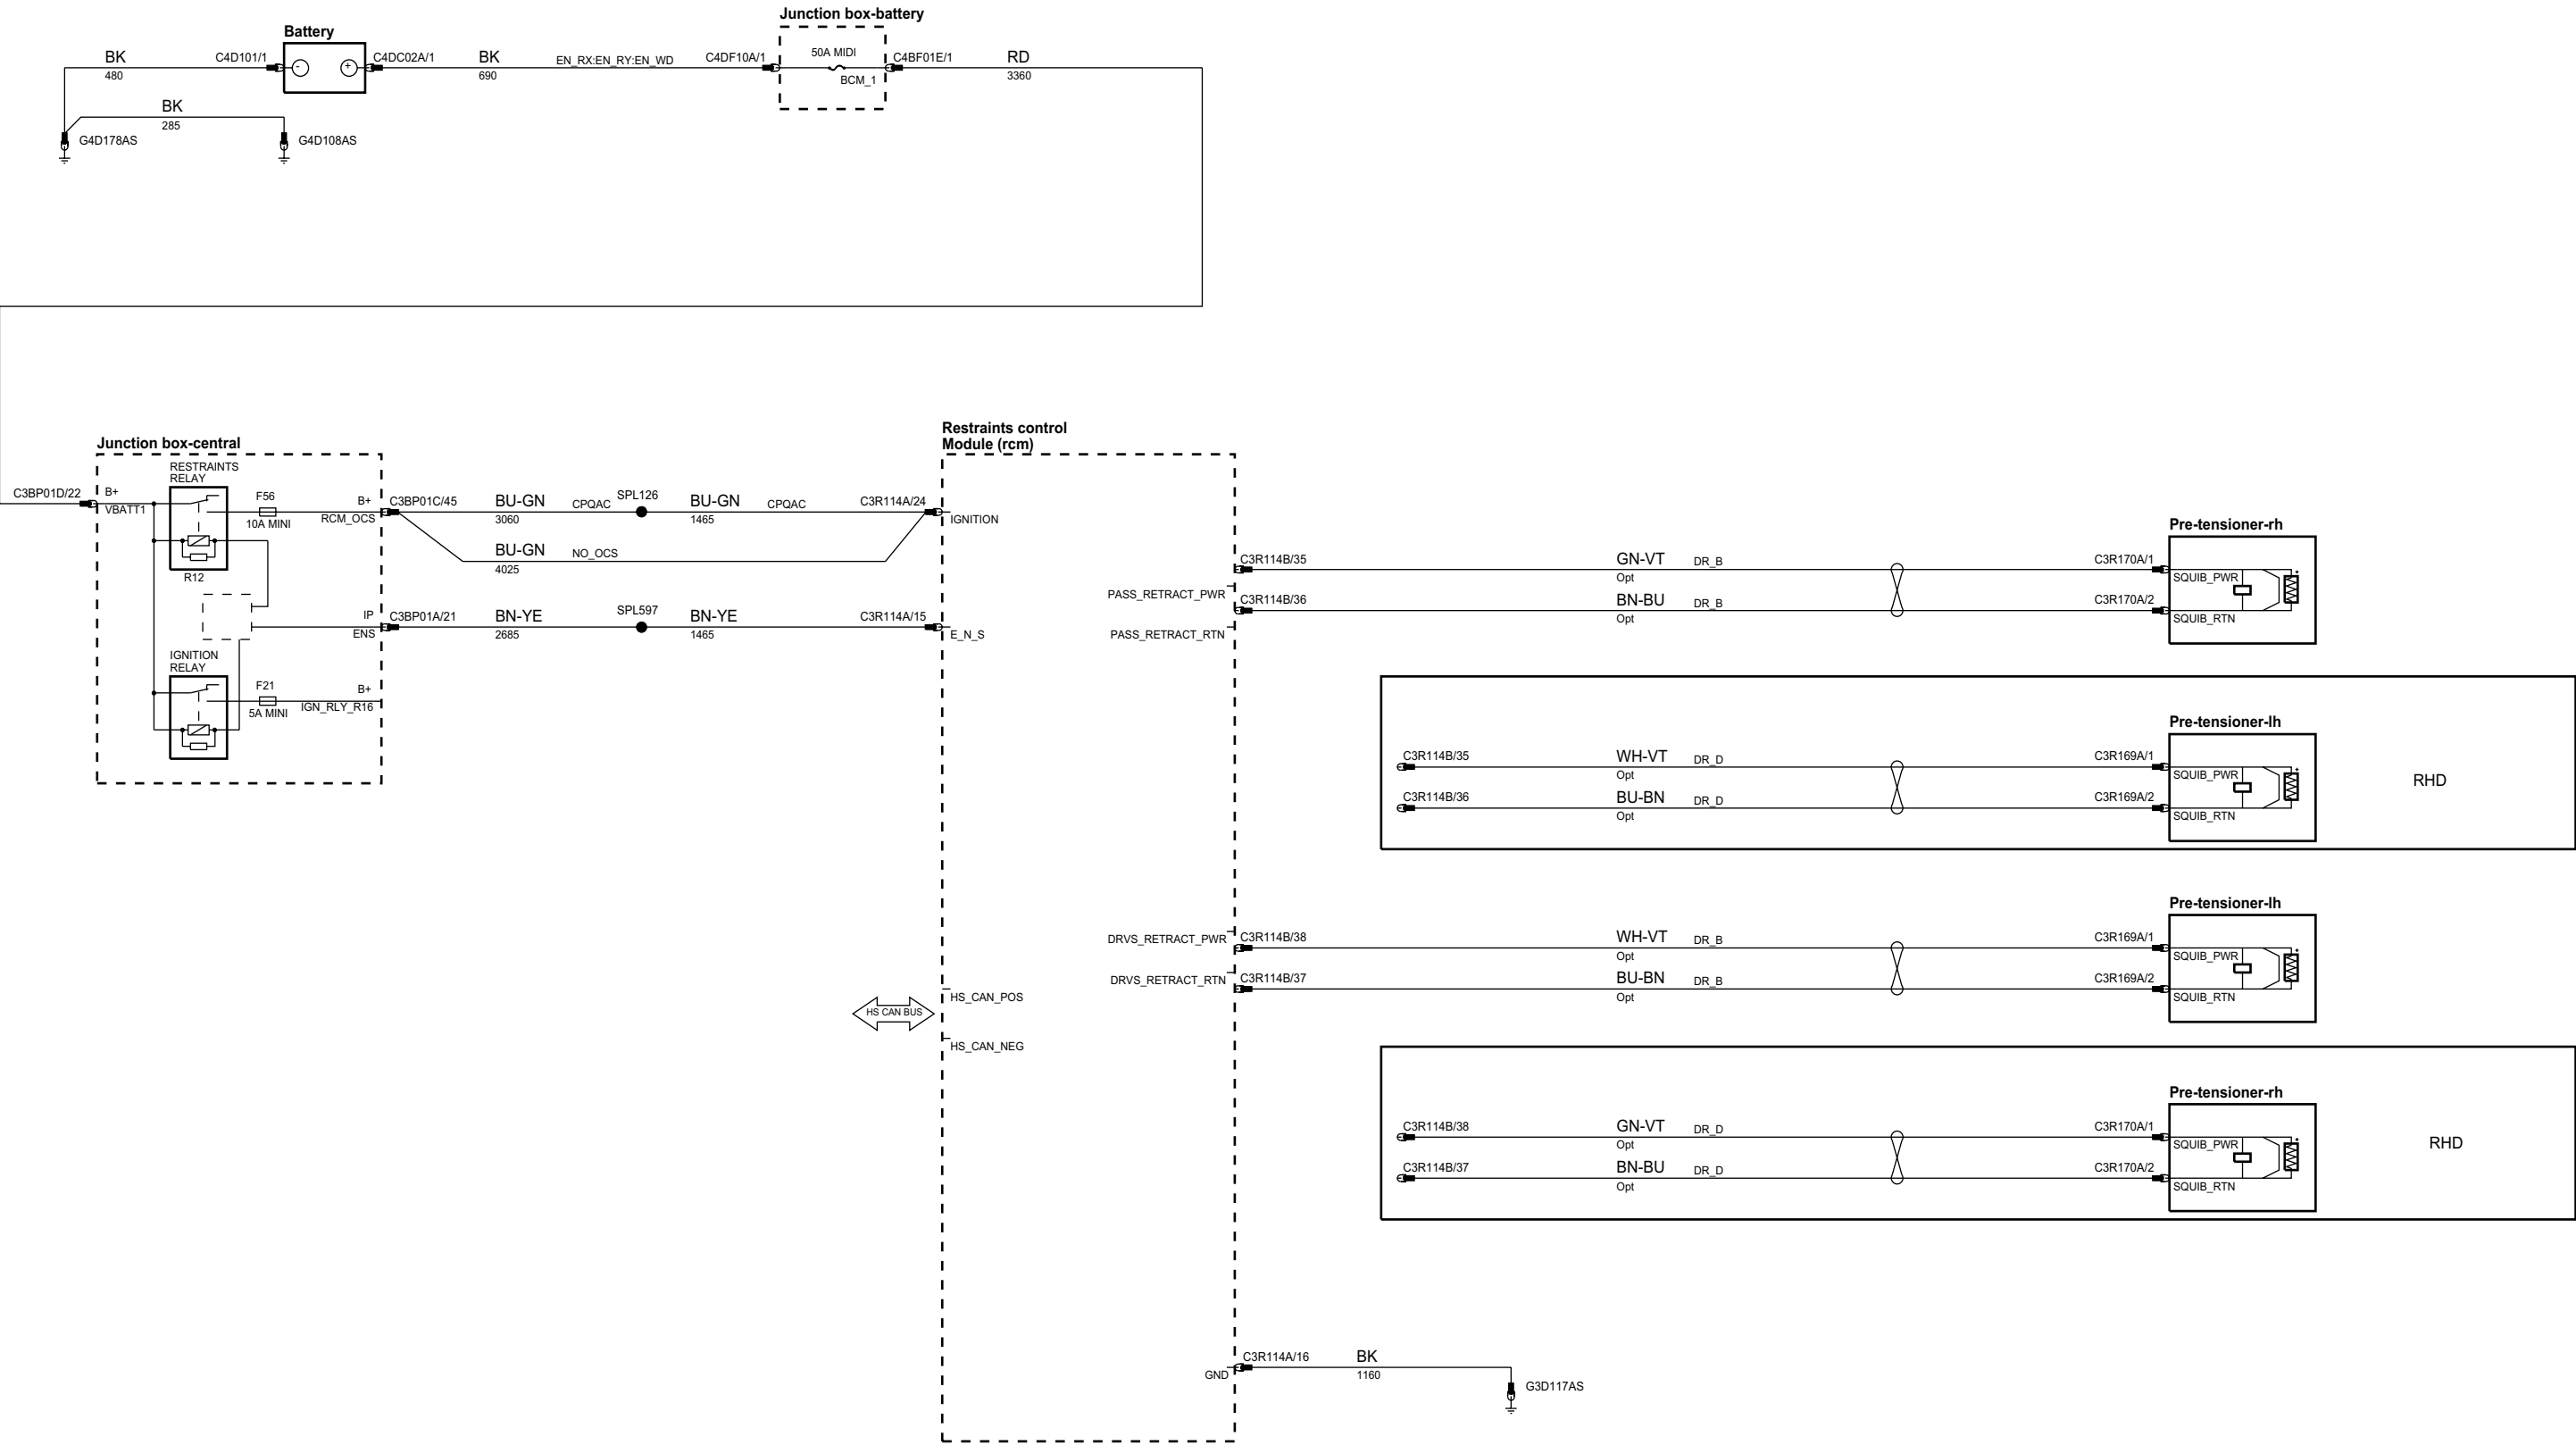 Junction box-battery
Battery
BK
480
C4D101/1
-
+
C4DC02A/1
BK
690
EN_RX:EN_RY:EN_WD
C4DF10A/1
50A MIDI
BCM_1
C4BF01E/1
RD
3360
BK
285
G4D178AS
G4D108AS
Junction box-central
RESTRAINTS
RELAY
C3BP01D/22
B+
VBATT1
F56
10A MINI
B+
RCM_OCS
R12
IP
ENS
IGNITION
RELAY
F21
5A MINI
B+
IGN_RLY_R16
C3BP01C/45
BU-GN
3060
CPQAC
SPL126
BU-GN
1465
CPQAC
C3R114A/24
BU-GN
4025
NO_OCS
C3BP01A/21
BN-YE
2685
SPL597
BN-YE
1465
C3R114A/15
Restraints control
Module (rcm)
IGNITION
E_N_S
PASS_RETRACT_PWR
PASS_RETRACT_RTN
DRVS_RETRACT_PWR
DRVS_RETRACT_RTN
HS CAN BUS
HS_CAN_POS
HS_CAN_NEG
GND
Pre-tensioner-rh
C3R114B/35
GN-VT
Opt
DR_B
C3R170A/1
SQUIB_PWR
C3R114B/36
BN-BU
Opt
DR_B
C3R170A/2
SQUIB_RTN
Pre-tensioner-lh
C3R114B/35
WH-VT
Opt
DR_D
C3R169A/1
SQUIB_PWR
RHD
C3R114B/36
BU-BN
Opt
DR_D
C3R169A/2
SQUIB_RTN
Pre-tensioner-lh
C3R114B/38
WH-VT
Opt
DR_B
C3R169A/1
SQUIB_PWR
C3R114B/37
BU-BN
Opt
DR_B
C3R169A/2
SQUIB_RTN
Pre-tensioner-rh
C3R114B/38
GN-VT
Opt
DR_D
C3R170A/1
SQUIB_PWR
RHD
C3R114B/37
BN-BU
Opt
DR_D
C3R170A/2
SQUIB_RTN
C3R114A/16
BK
1160
G3D117AS